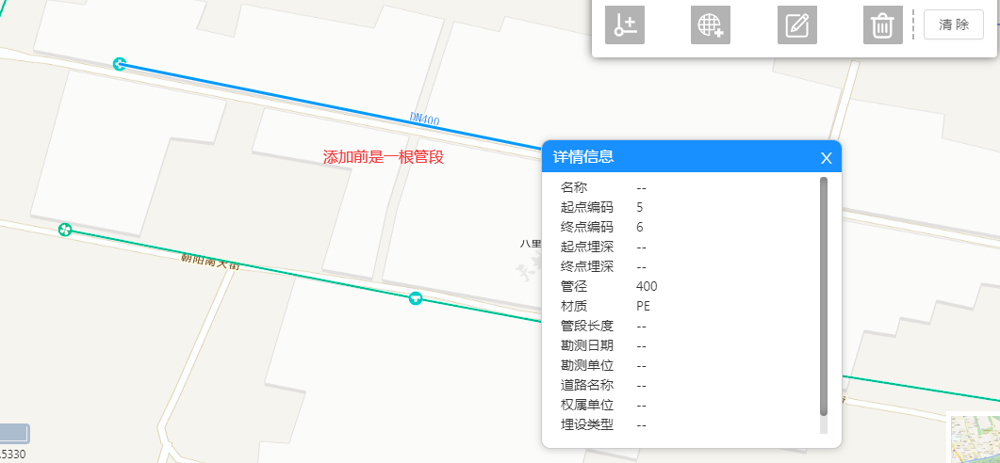 清 除
DN400
添加前是一根管段
详情信息
X
名称 --
起点编码 5
终点编码 6
起点埋深 --
终点埋深 --
管径 400
材质 PE
管段长度 --
勘测日期 --
勘测单位 --
道路名称 --
权属单位 --
埋设类型 --
八里
朝阳南大街
.5330